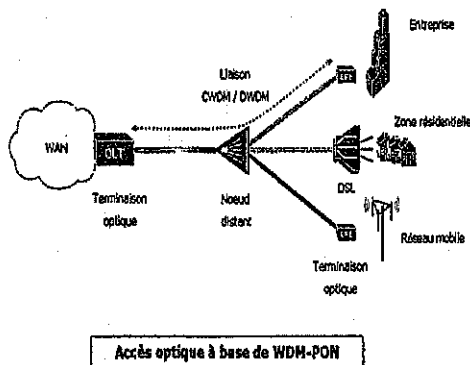 Entreprise
Liaison
CWDM / DWDM
Zone résidentielle
WAN
OLT
DSL
Terminaison
optique
Noeud
distant
Réseau mobile
Terminaison
optique
Accès optique à base de WDM-PON